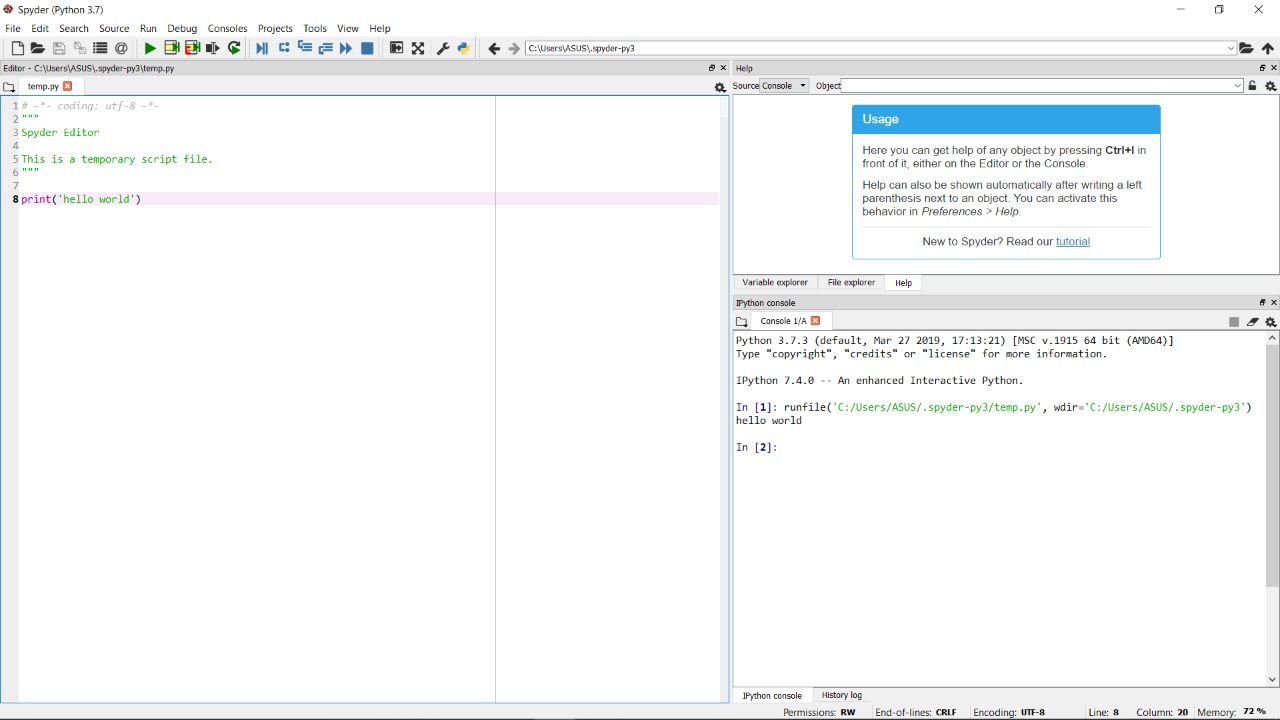 Spyder (Python 3.7)
File Edit Search Source Run Debug Consoles Projects Tools View Help
C:\Users\ASUS\.spyder-py3
Editor - C:\Users\ASUS\.spyder-py3\temp.py
temp.py
1 # -*- coding: utf-8 -*-
2 """
3 Spyder Editor
4
5 This is a temporary script file.
6 """
7
8 print('hello world')
Help
Source Console Object
Usage
Here you can get help of any object by pressing Ctrl+I in
front of it, either on the Editor or the Console.
Help can also be shown automatically after writing a left
parenthesis next to an object. You can activate this
behavior in Preferences > Help.
New to Spyder? Read our tutorial
Variable explorer File explorer Help
IPython console
Console 1/A
Python 3.7.3 (default, Mar 27 2019, 17:13:21) [MSC v.1915 64 bit (AMD64)]
Type "copyright", "credits" or "license" for more information.
IPython 7.4.0 -- An enhanced Interactive Python.
In [1]: runfile('C:/Users/ASUS/.spyder-py3/temp.py', wdir='C:/Users/ASUS/.spyder-py3')
hello world
In [2]:
IPython console History log
Permissions: RW End-of-lines: CRLF Encoding: UTF-8 Line: 8 Column: 20 Memory: 72 %